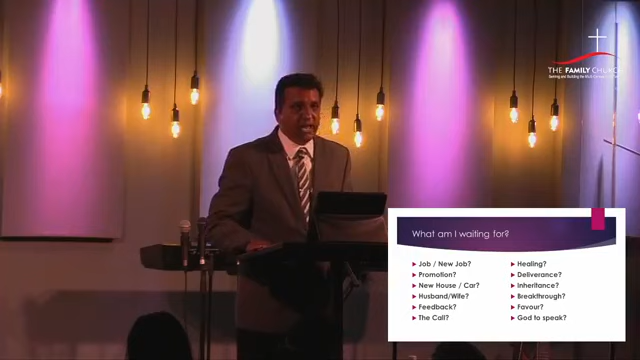 THE FAMILY CHURCH
What am I waiting for?
Job / New Job?
Promotion?
New House / Car?
Husband/Wife?
Feedback?
The Call?
Healing?
Deliverance?
Inheritance?
Breakthrough?
Favour?
God to speak?